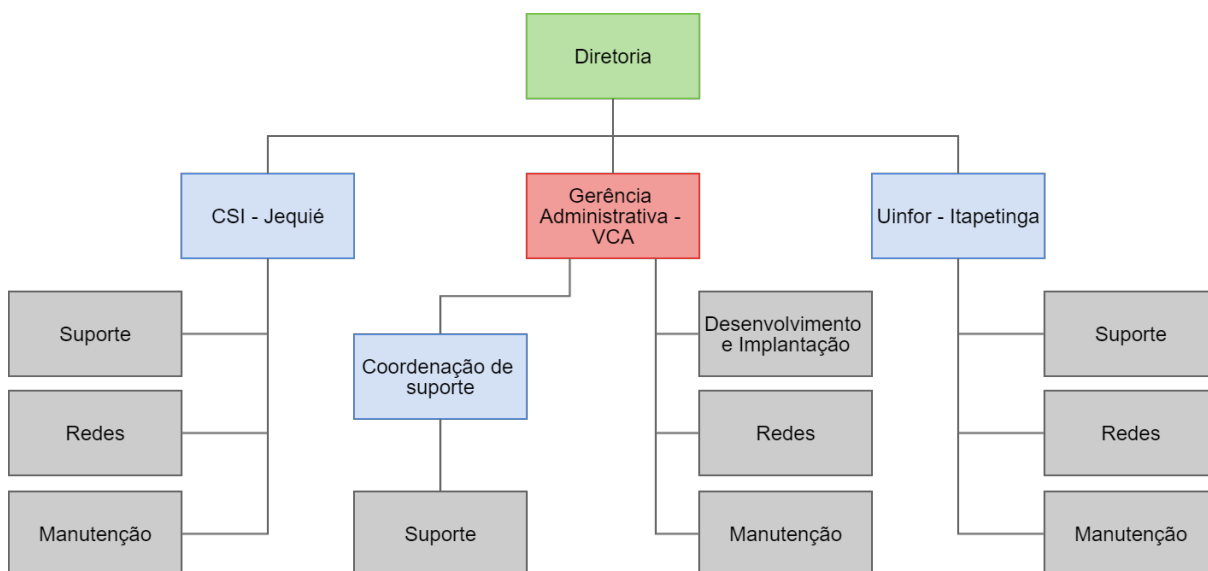 Diretoria
CSI - Jequié
Gerência
Administrativa -
VCA
Uinfor - Itapetinga
Suporte
Redes
Manutenção
Coordenação de
suporte
Suporte
Desenvolvimento
e Implantação
Redes
Manutenção
Suporte
Redes
Manutenção